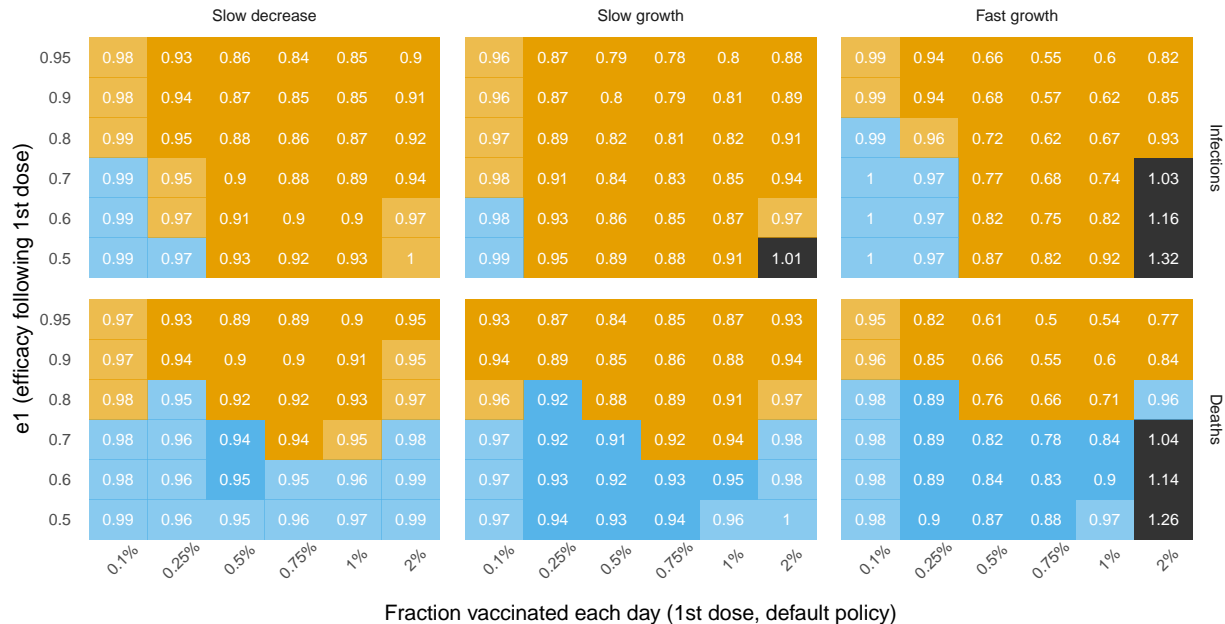 Slow decrease Slow growth Fast growth
0.95 0.98 0.93 0.86 0.84 0.85 0.9 0.96 0.87 0.79 0.78 0.8 0.88 0.99 0.94 0.66 0.55 0.6 0.82
0.9 0.98 0.94 0.87 0.85 0.85 0.91 0.96 0.87 0.8 0.79 0.81 0.89 0.99 0.94 0.68 0.57 0.62 0.85
0.8 0.99 0.95 0.88 0.86 0.87 0.92 0.97 0.89 0.82 0.81 0.82 0.91 0.99 0.96 0.72 0.62 0.67 0.93
0.7 0.99 0.95 0.9 0.88 0.89 0.94 0.98 0.91 0.84 0.83 0.85 0.94 1 0.97 0.77 0.68 0.74 1.03
0.6 0.99 0.97 0.91 0.9 0.9 0.97 0.98 0.93 0.86 0.85 0.87 0.97 1 0.97 0.82 0.75 0.82 1.16
0.5 0.99 0.97 0.93 0.92 0.93 1 0.99 0.95 0.89 0.88 0.91 1.01 1 0.97 0.87 0.82 0.92 1.32
Infections
0.95 0.97 0.93 0.89 0.89 0.9 0.95 0.93 0.87 0.84 0.85 0.87 0.93 0.95 0.82 0.61 0.5 0.54 0.77
0.9 0.97 0.94 0.9 0.9 0.91 0.95 0.94 0.89 0.85 0.86 0.88 0.94 0.96 0.85 0.66 0.55 0.6 0.84
0.8 0.98 0.95 0.92 0.92 0.93 0.97 0.96 0.92 0.88 0.89 0.91 0.97 0.98 0.89 0.76 0.66 0.71 0.96
0.7 0.98 0.96 0.94 0.94 0.95 0.98 0.97 0.92 0.91 0.92 0.94 0.98 0.98 0.89 0.82 0.78 0.84 1.04
0.6 0.98 0.96 0.95 0.95 0.96 0.99 0.97 0.93 0.92 0.93 0.95 0.98 0.98 0.89 0.84 0.83 0.9 1.14
0.5 0.99 0.96 0.95 0.96 0.97 0.99 0.97 0.94 0.93 0.94 0.96 1 0.98 0.9 0.87 0.88 0.97 1.26
Deaths
0.1% 0.25% 0.5% 0.75% 1% 2% 0.1% 0.25% 0.5% 0.75% 1% 2% 0.1% 0.25% 0.5% 0.75% 1% 2%
Fraction vaccinated each day (1st dose, default policy)
e1 (efficacy following 1st dose)